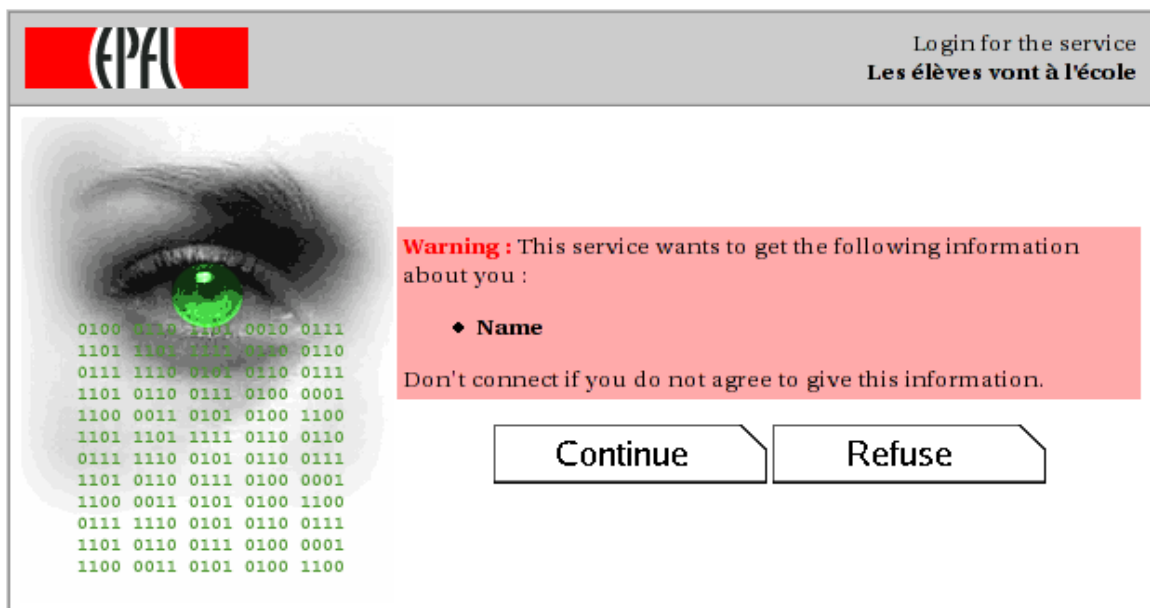 EPFL
Login for the service
Les élèves vont à l'école
Warning : This service wants to get the following information
about you :
Name
Don't connect if you do not agree to give this information.
Continue
Refuse
0100 0110 0010 0111
1101 0110
0111 1110 0101 0110 0111
1101 0110 0111 0100 0001
1100 0011 0101 0100 1100
1101 1101 1111 0110 0110
0111 1110 0101 0110 0111
1101 0110 0111 0100 0001
1100 0011 0101 0100 1100
0111 1110 0101 0110 0111
1101 0110 0111 0100 0001
1100 0011 0101 0100 1100